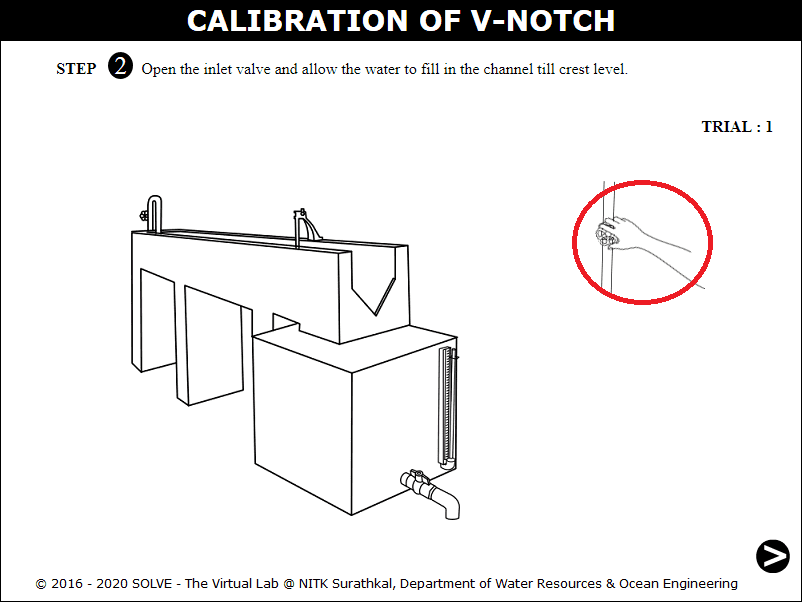 CALIBRATION OF V-NOTCH
STEP 2 Open the inlet valve and allow the water to fill in the channel till crest level.
TRIAL : 1
>
© 2016 - 2020 SOLVE - The Virtual Lab @ NITK Surathkal, Department of Water Resources & Ocean Engineering